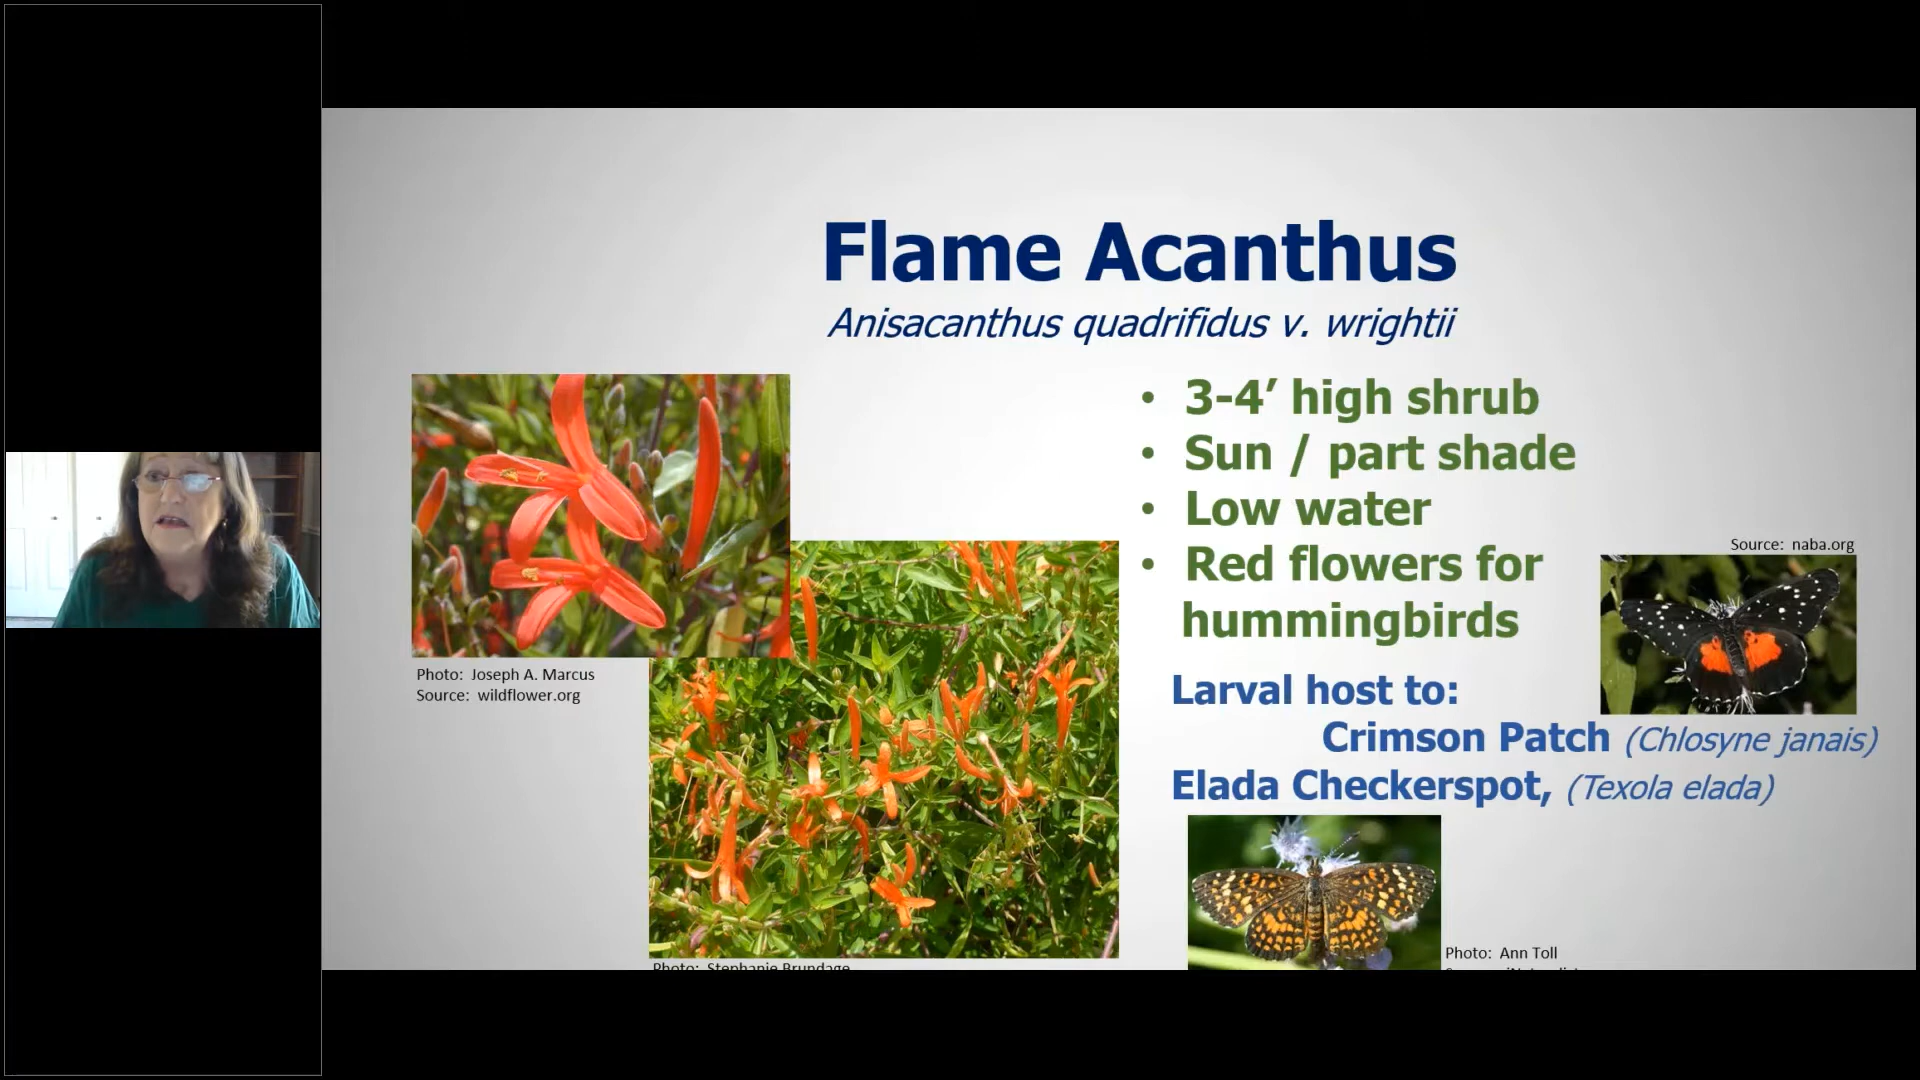 Flame Acanthus
Anisacanthus quadrifidus v. wrightii
• 3-4’ high shrub
• Sun / part shade
• Low water
• Red flowers for
hummingbirds
Source: naba.org
Photo: Joseph A. Marcus
Source: wildflower.org
Larval host to:
Crimson Patch (Chlosyne janais)
Elada Checkerspot, (Texola elada)
Photo: Stephanie Brundage
Photo: Ann Toll